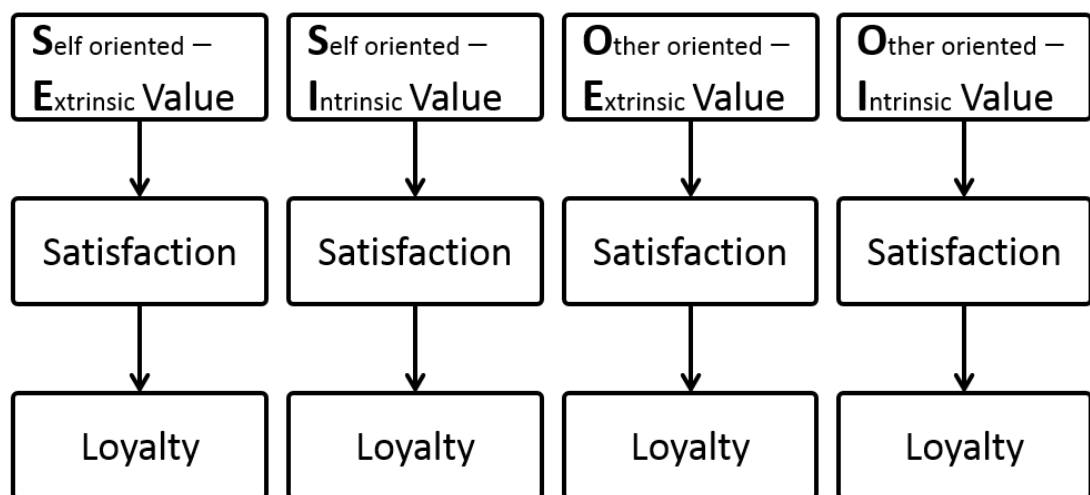 Self oriented –
Extrinsic Value
Self oriented –
Intrinsic Value
Other oriented –
Extrinsic Value
Other oriented –
Intrinsic Value
Satisfaction
Satisfaction
Satisfaction
Satisfaction
Loyalty
Loyalty
Loyalty
Loyalty